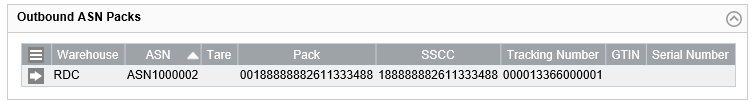 Outbound ASN Packs
Warehouse ASN Tare Pack SSCC Tracking Number GTIN Serial Number
RDC ASN1000002 00188888882611333488 188888882611333488 000013366000001